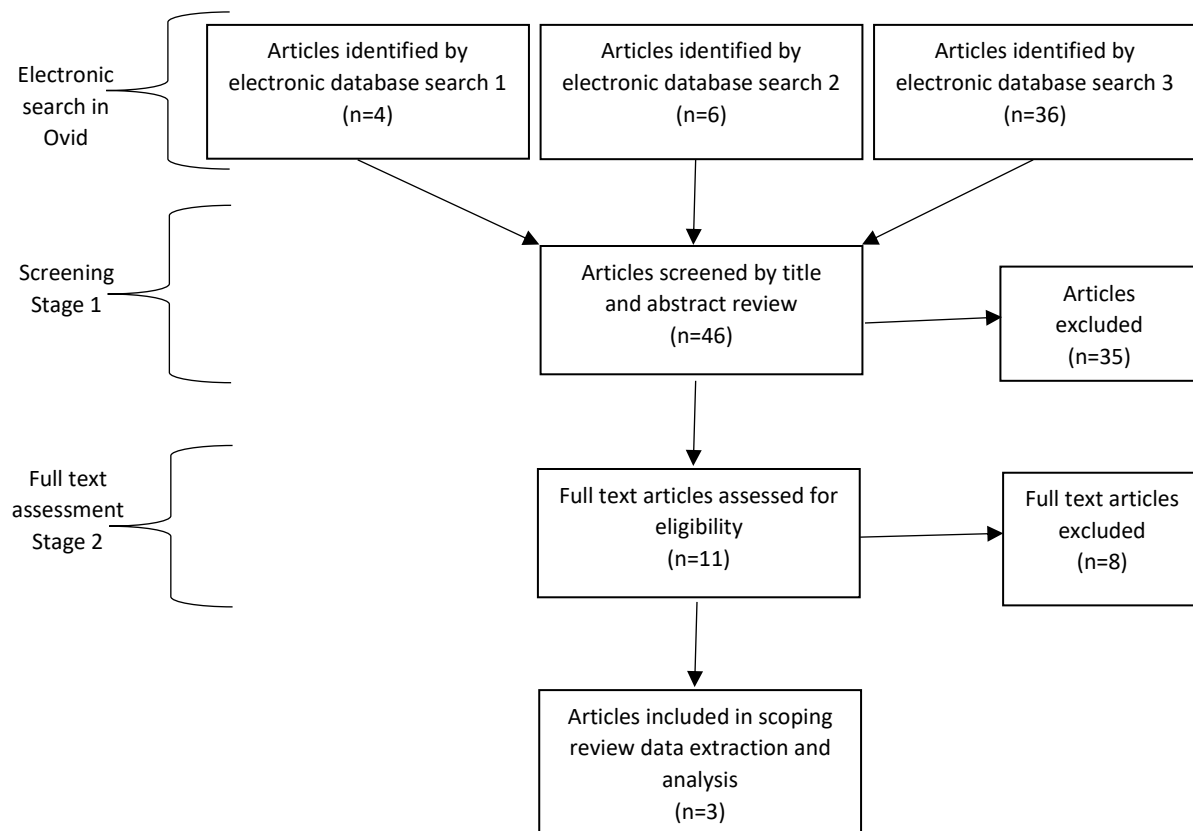 Electronic
search in
Ovid
Articles identified by
electronic database search 1
(n=4)
Articles identified by
electronic database search 2
(n=6)
Articles identified by
electronic database search 3
(n=36)
Screening
Stage 1
Articles screened by title
and abstract review
(n=46)
Articles
excluded
(n=35)
Full text
assessment
Stage 2
Full text articles assessed for
eligibility
(n=11)
Full text articles
excluded
(n=8)
Articles included in scoping
review data extraction and
analysis
(n=3)